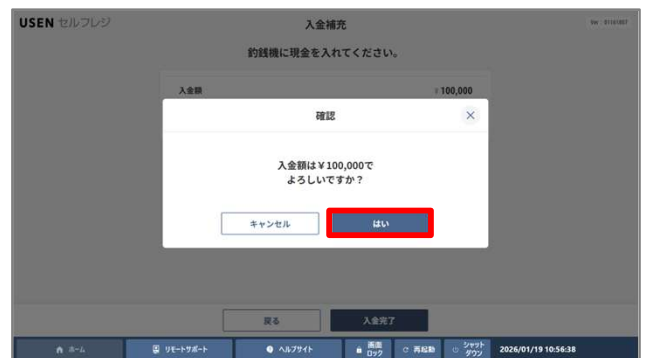 USEN セルフレジ
入金補充
釣銭機に現金を入れてください。
入金額
¥100,000
確認
×
入金額は¥100,000で
よろしいですか？
キャンセル
はい
戻る
入金完了
ホーム
リモートサポート
ヘルプサイト
画面
ロック
再起動
シャット
ダウン
2026/01/19 10:56:38